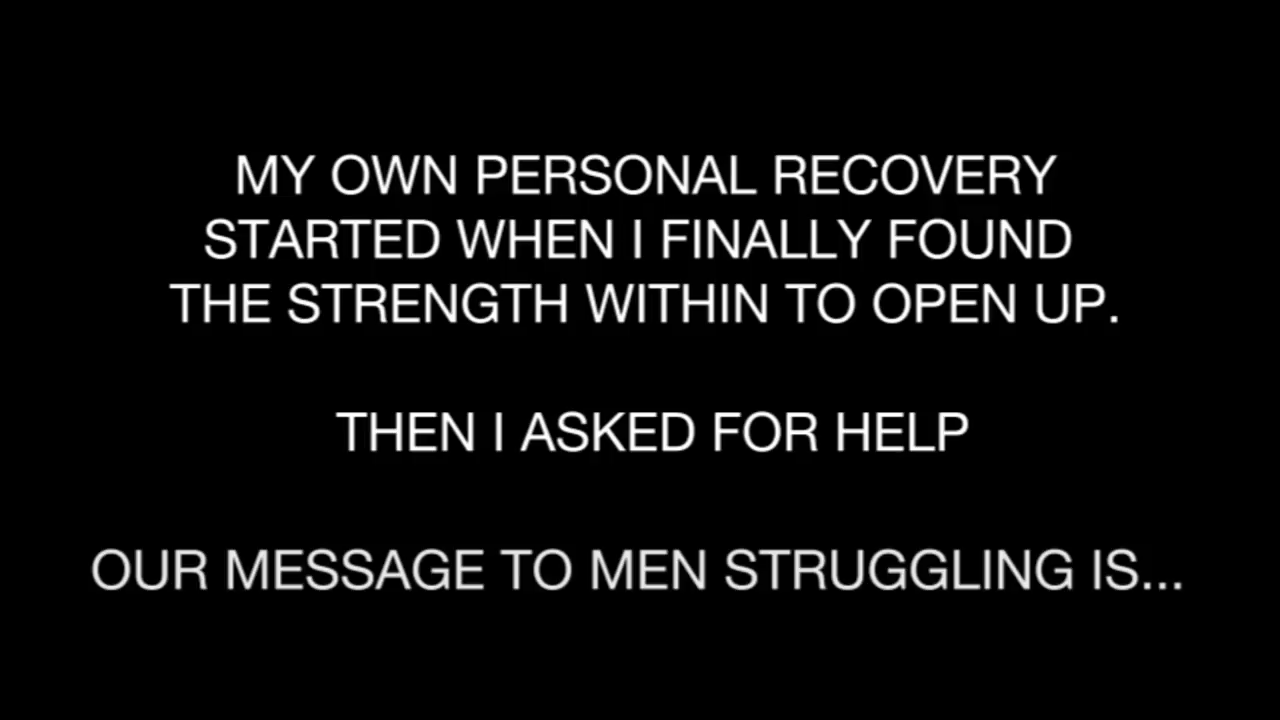 MY OWN PERSONAL RECOVERY
STARTED WHEN I FINALLY FOUND
THE STRENGTH WITHIN TO OPEN UP.
THEN I ASKED FOR HELP
OUR MESSAGE TO MEN STRUGGLING IS...